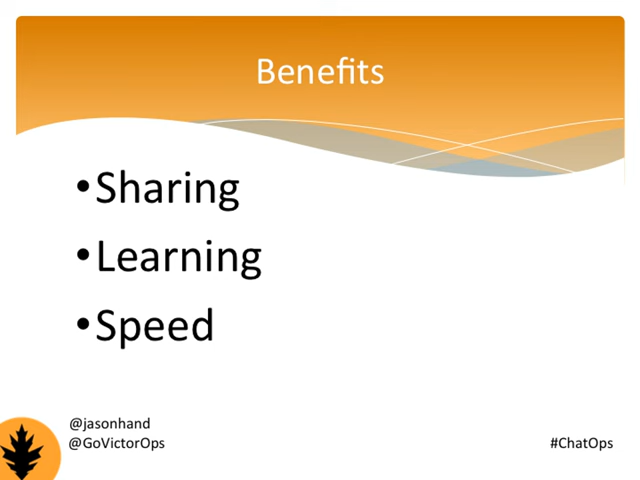 Benefits
•Sharing
•Learning
•Speed
@jasonhand
@GoVictorOps
#ChatOps